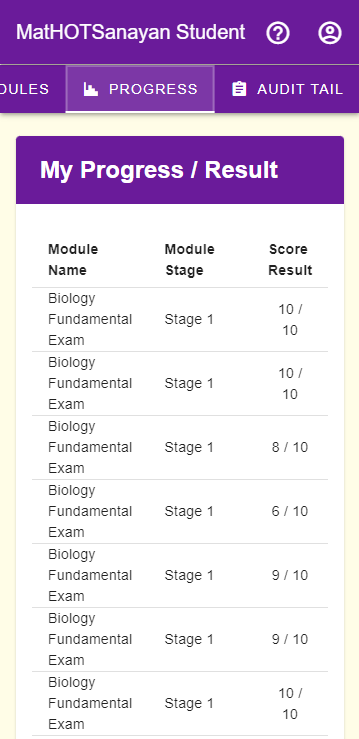 MatHOTSanayan Student
DULES PROGRESS AUDIT TAIL
My Progress / Result
Module Name Module Stage Score Result
Biology Fundamental Exam Stage 1 10 / 10
Biology Fundamental Exam Stage 1 10 / 10
Biology Fundamental Exam Stage 1 8 / 10
Biology Fundamental Exam Stage 1 6 / 10
Biology Fundamental Exam Stage 1 9 / 10
Biology Fundamental Exam Stage 1 9 / 10
Biology Fundamental Exam Stage 1 10 / 10